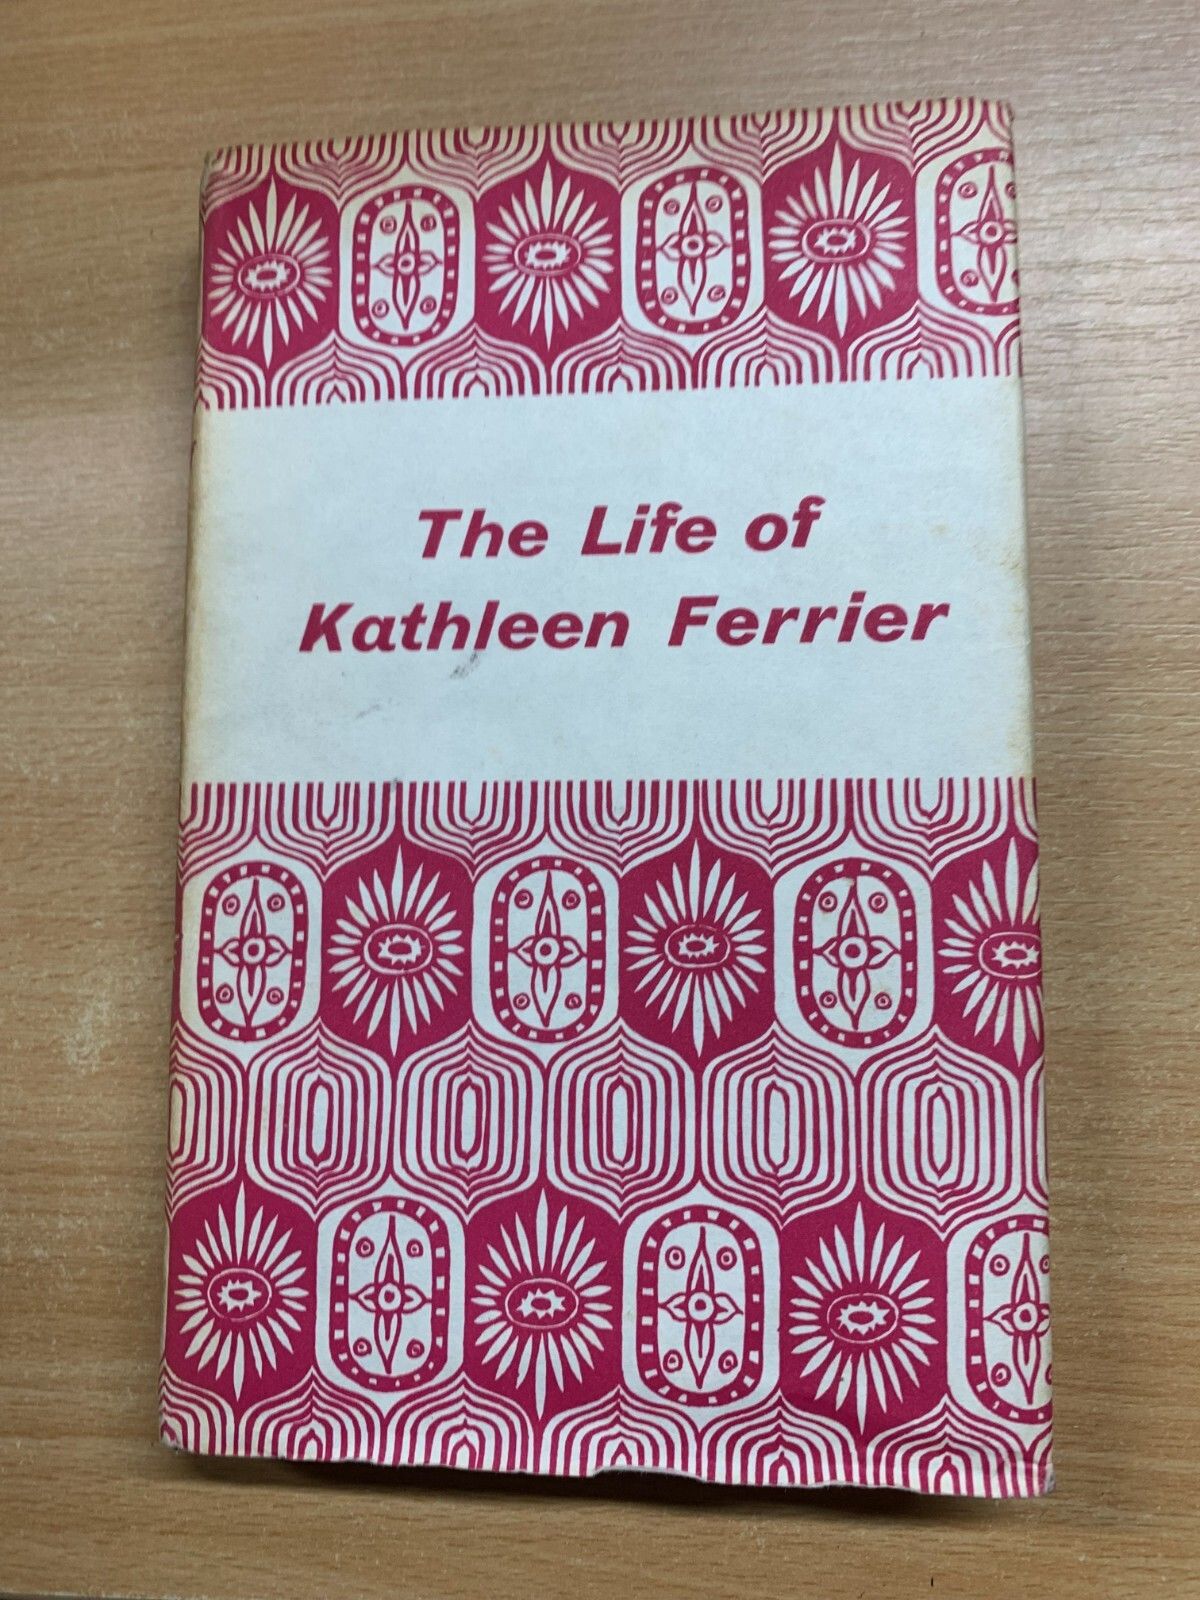 The Life of
Kathleen Ferrier